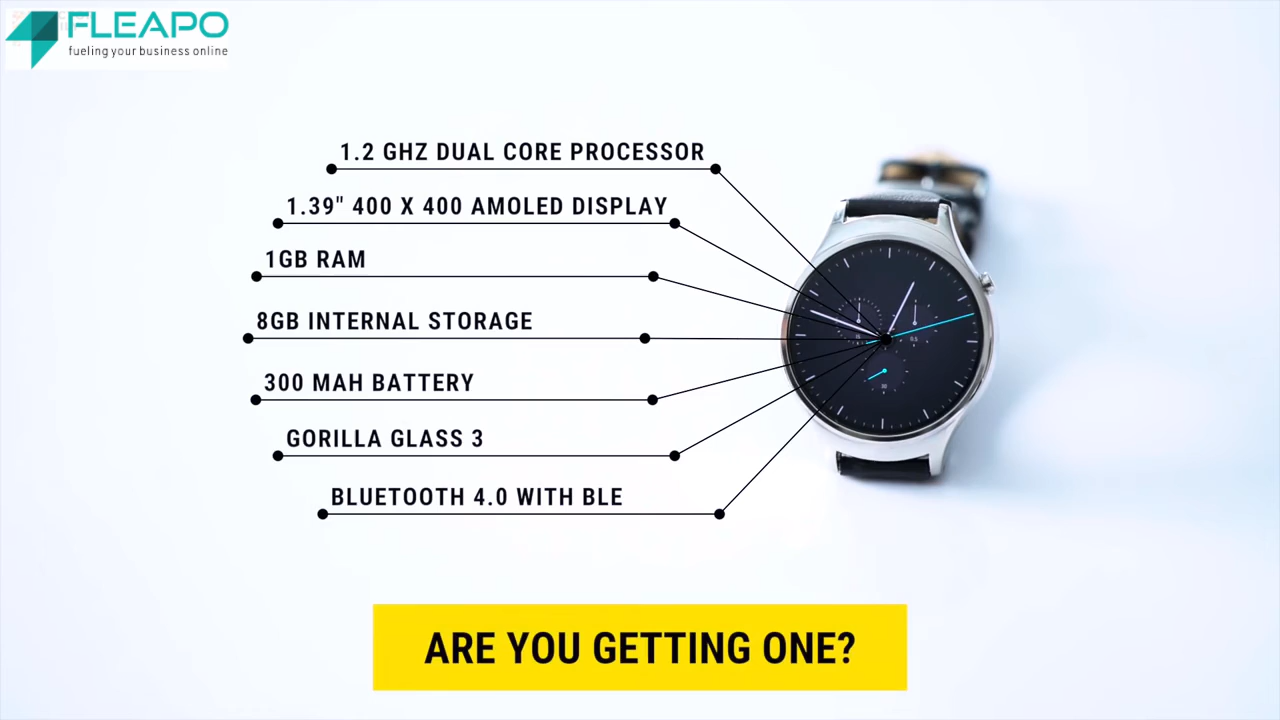 FLEAPO
fueling your business online
1.2 GHZ DUAL CORE PROCESSOR
1.39" 400 X 400 AMOLED DISPLAY
1GB RAM
8GB INTERNAL STORAGE
300 MAH BATTERY
GORILLA GLASS 3
BLUETOOTH 4.0 WITH BLE
ARE YOU GETTING ONE?